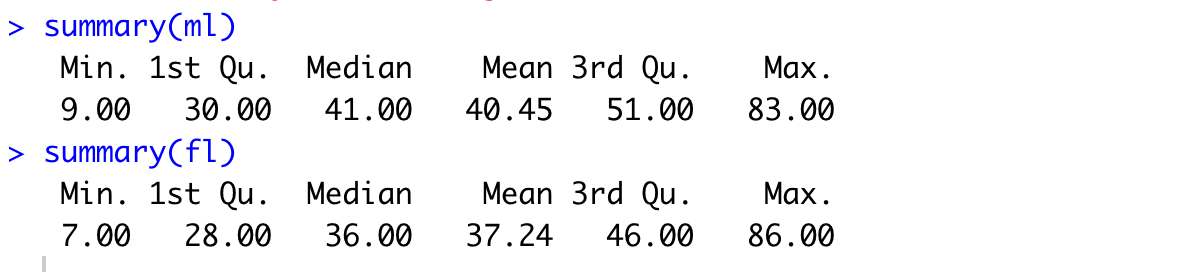 > summary(ml)
Min. 1st Qu. Median Mean 3rd Qu. Max.
9.00 30.00 41.00 40.45 51.00 83.00
> summary(fl)
Min. 1st Qu. Median Mean 3rd Qu. Max.
7.00 28.00 36.00 37.24 46.00 86.00